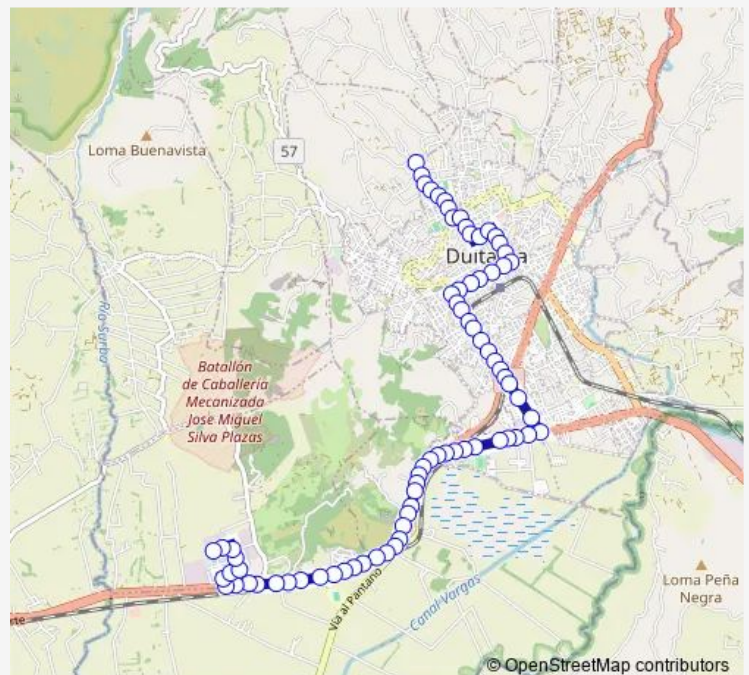 Loma Buenavista
57
Duita
a
Río Surba
Batallón
de Caballería
Mecanizada
Jose Miguel
Silva Plazas
Loma Peña
Negra
Vía al Pantano
Canal Vargas
© OpenStreetMap contributors